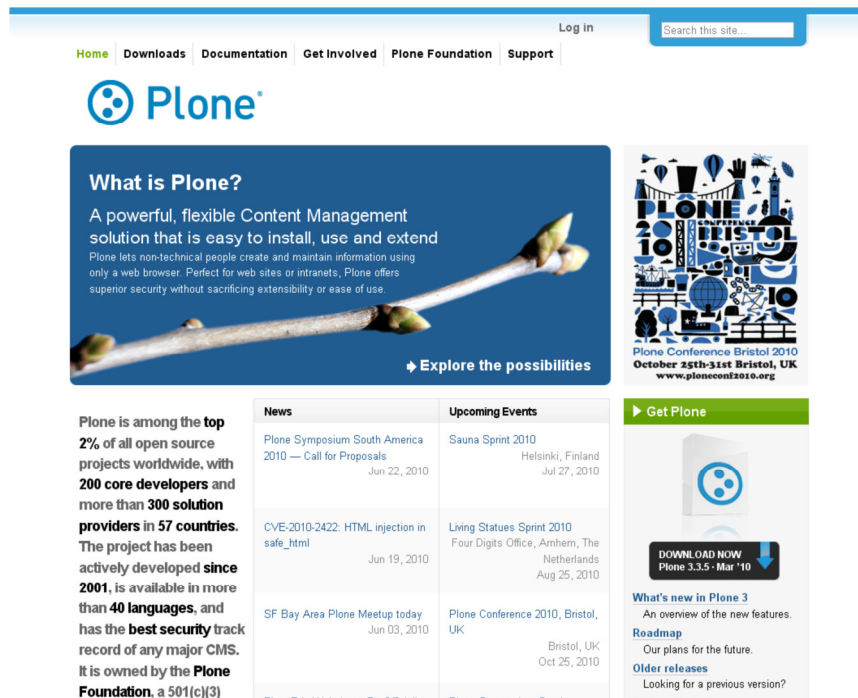 Log in
Search this site...
Home
Downloads
Documentation
Get Involved
Plone Foundation
Support
Plone
What is Plone?
A powerful, flexible Content Management
solution that is easy to install, use and extend
Plone lets non-technical people create and maintain information using
only a web browser. Perfect for web sites or intranets, Plone offers
superior security without sacrificing extensibility or ease of use.
Explore the possibilities
PLONE
CONFERENCE
2010 BRISTOL
Plone Conference Bristol 2010
October 25th-31st Bristol, UK
www.ploneconf2010.org
Plone is among the top
2% of all open source
projects worldwide, with
200 core developers and
more than 300 solution
providers in 57 countries.
The project has been
actively developed since
2001, is available in more
than 40 languages, and
has the best security track
record of any major CMS.
It is owned by the Plone
Foundation, a 501(c)(3)
News
Plone Symposium South America
2010 — Call for Proposals
Jun 22, 2010
CVE-2010-2422: HTML injection in
safe_html
Jun 19, 2010
SF Bay Area Plone Meetup today
Jun 03, 2010
Upcoming Events
Sauna Sprint 2010
Helsinki, Finland
Jul 27, 2010
Living Statues Sprint 2010
Four Digits Office, Arnhem, The
Netherlands
Aug 25, 2010
Plone Conference 2010, Bristol,
UK
Bristol, UK
Oct 25, 2010
Get Plone
DOWNLOAD NOW
Plone 3.3.5 · Mar '10
What's new in Plone 3
An overview of the new features.
Roadmap
Our plans for the future.
Older releases
Looking for a previous version?